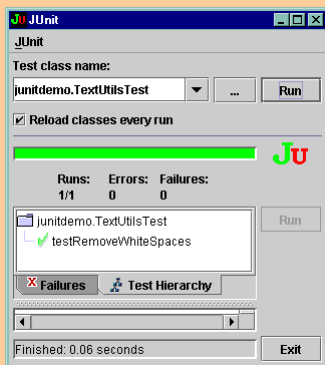 JU JUnit
JUnit
Test class name:
junitdemo.TextUtilsTest ... Run
Reload classes every run
JU
Runs: Errors: Failures:
1/1 0 0
junitdemo.TextUtilsTest
testRemoveWhiteSpaces
Run
X Failures Test Hierarchy
Finished: 0.06 seconds Exit